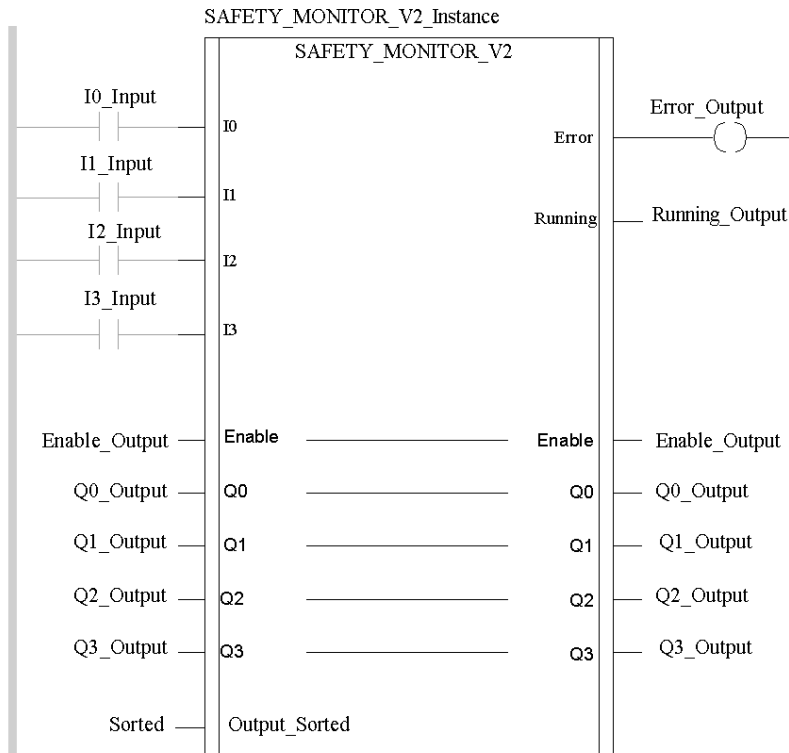 SAFETY_MONITOR_V2_Instance
SAFETY_MONITOR_V2
I0_Input
I0
Error
Error_Output
I1_Input
I1
Running
Running_Output
I2_Input
I2
I3_Input
I3
Enable_Output Enable Enable Enable_Output
Q0_Output Q0 Q0 Q0_Output
Q1_Output Q1 Q1 Q1_Output
Q2_Output Q2 Q2 Q2_Output
Q3_Output Q3 Q3 Q3_Output
Sorted Output_Sorted